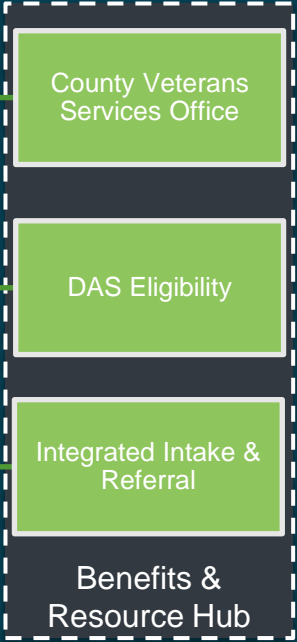 County Veterans
Services Office
DAS Eligibility
Integrated Intake &
Referral
Benefits &
Resource Hub